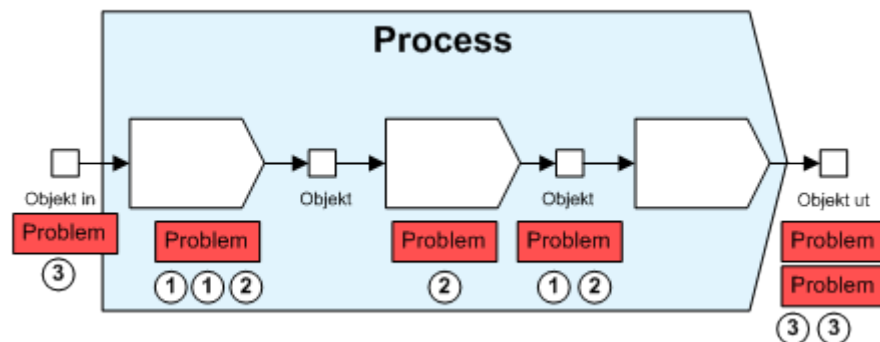 Process
Objekt in
Objekt
Objekt
Objekt ut
Problem
Problem
Problem
Problem
Problem
Problem
3
1 1 2
2
1 2
3 3